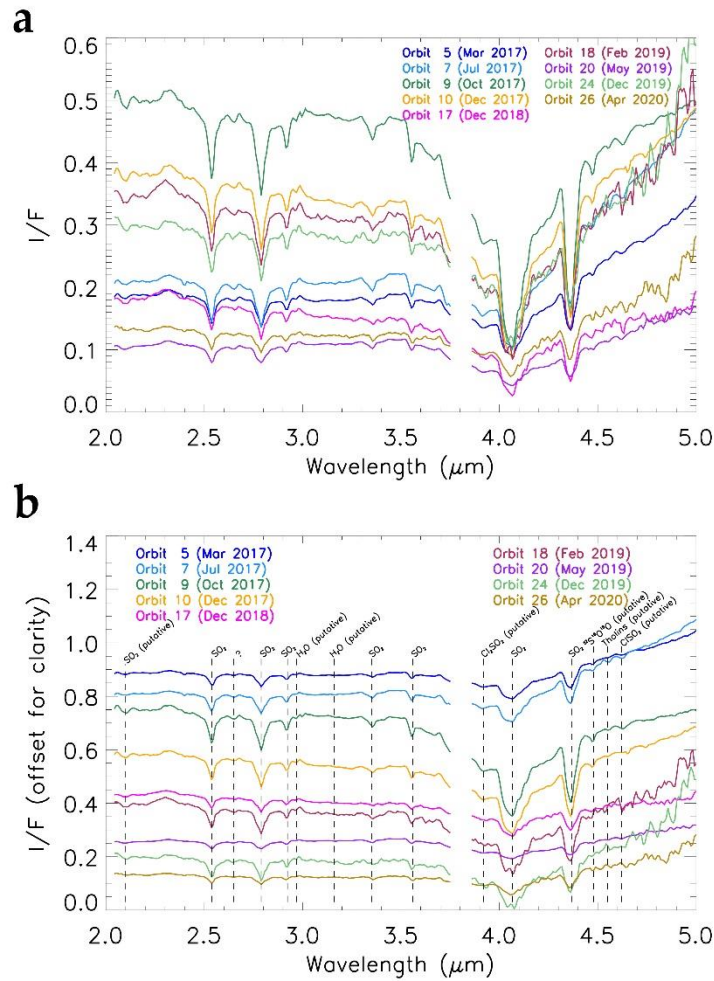 a
0.6
Orbit 5 (Mar 2017) Orbit 18 (Feb 2019)
Orbit 7 (Jul 2017) Orbit 20 (May 2019)
Orbit 9 (Oct 2017) Orbit 24 (Dec 2019)
Orbit 10 (Dec 2017) Orbit 26 (Apr 2020)
Orbit 17 (Dec 2018)
0.5
0.4
I/F
0.3
0.2
0.1
0.0
2.0 2.5 3.0 3.5 4.0 4.5 5.0
Wavelength (μm)
b
1.4
Orbit 5 (Mar 2017) Orbit 18 (Feb 2019)
Orbit 7 (Jul 2017) Orbit 20 (May 2019)
Orbit 9 (Oct 2017) Orbit 24 (Dec 2019)
Orbit 10 (Dec 2017) Orbit 26 (Apr 2020)
Orbit 17 (Dec 2018)
1.2
1.0
SO₂ (putative) SO₂ ? SO₂ SO₂ H₂O (putative) H₂O (putative) SO₂ SO₂ Cl₂SO₂ (putative) SO₂ SO₂ ³³S¹⁶O¹⁸O (putative) Tholins (putative) ClSO₂ (putative)
I/F (offset for clarity)
0.8
0.6
0.4
0.2
0.0
2.0 2.5 3.0 3.5 4.0 4.5 5.0
Wavelength (μm)